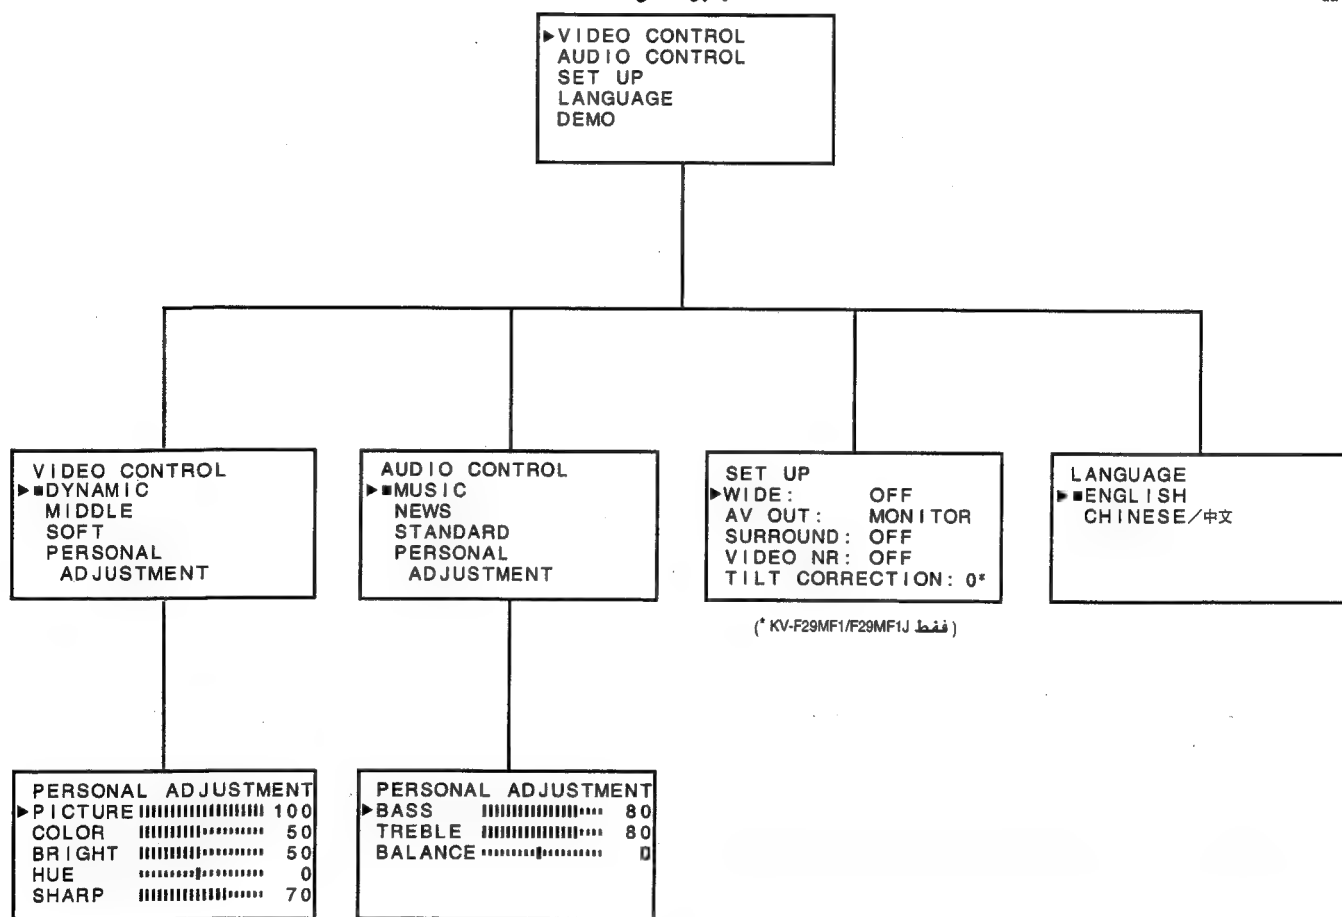 ▶VIDEO CONTROL
AUDIO CONTROL
SET UP
LANGUAGE
DEMO
VIDEO CONTROL
▶■DYNAMIC
MIDDLE
SOFT
PERSONAL
ADJUSTMENT
AUDIO CONTROL
▶■MUSIC
NEWS
STANDARD
PERSONAL
ADJUSTMENT
SET UP
▶WIDE: OFF
AV OUT: MONITOR
SURROUND: OFF
VIDEO NR: OFF
TILT CORRECTION: 0*
(* KV-F29MF1/F29MF1J فقط)
LANGUAGE
▶■ENGLISH
CHINESE/中文
PERSONAL ADJUSTMENT
▶PICTURE 100
COLOR 50
BRIGHT 50
HUE 0
SHARP 70
PERSONAL ADJUSTMENT
▶BASS 80
TREBLE 80
BALANCE 0